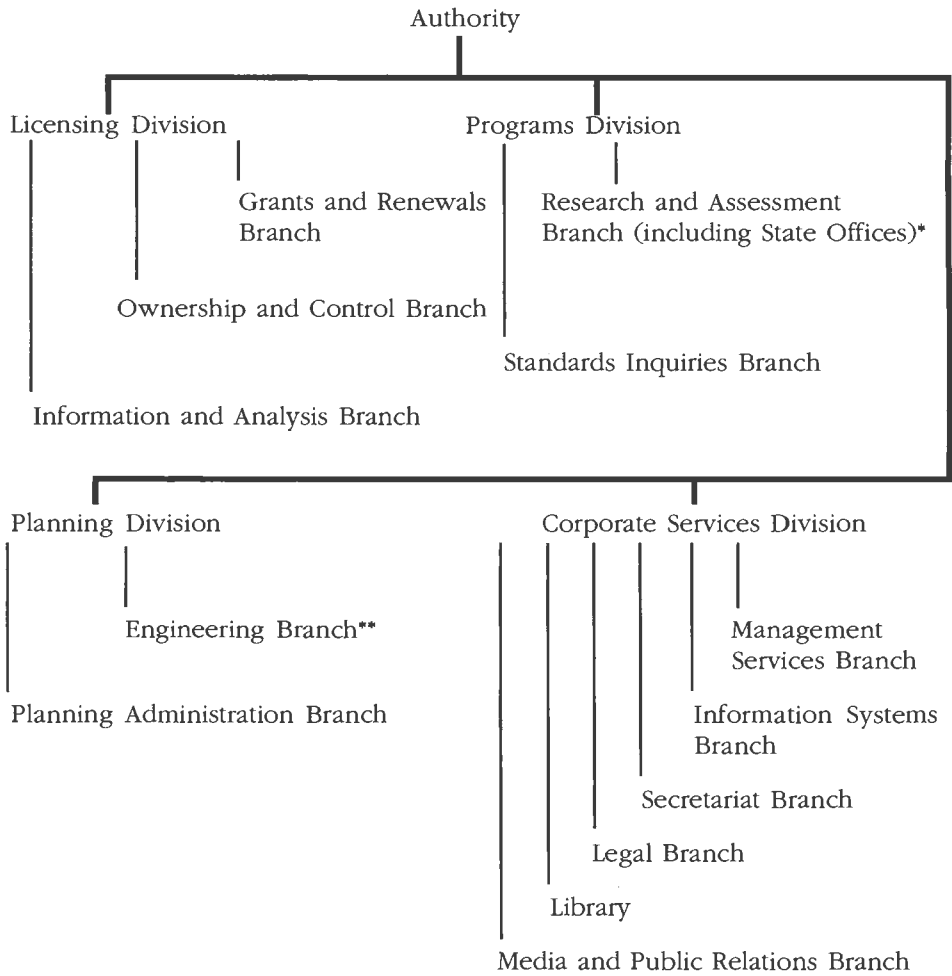 Authority
Licensing Division
Programs Division
Grants and Renewals
Branch
Research and Assessment
Branch (including State Offices)*
Ownership and Control Branch
Standards Inquiries Branch
Information and Analysis Branch
Planning Division
Corporate Services Division
Engineering Branch**
Management
Services Branch
Planning Administration Branch
Information Systems
Branch
Secretariat Branch
Legal Branch
Library
Media and Public Relations Branch